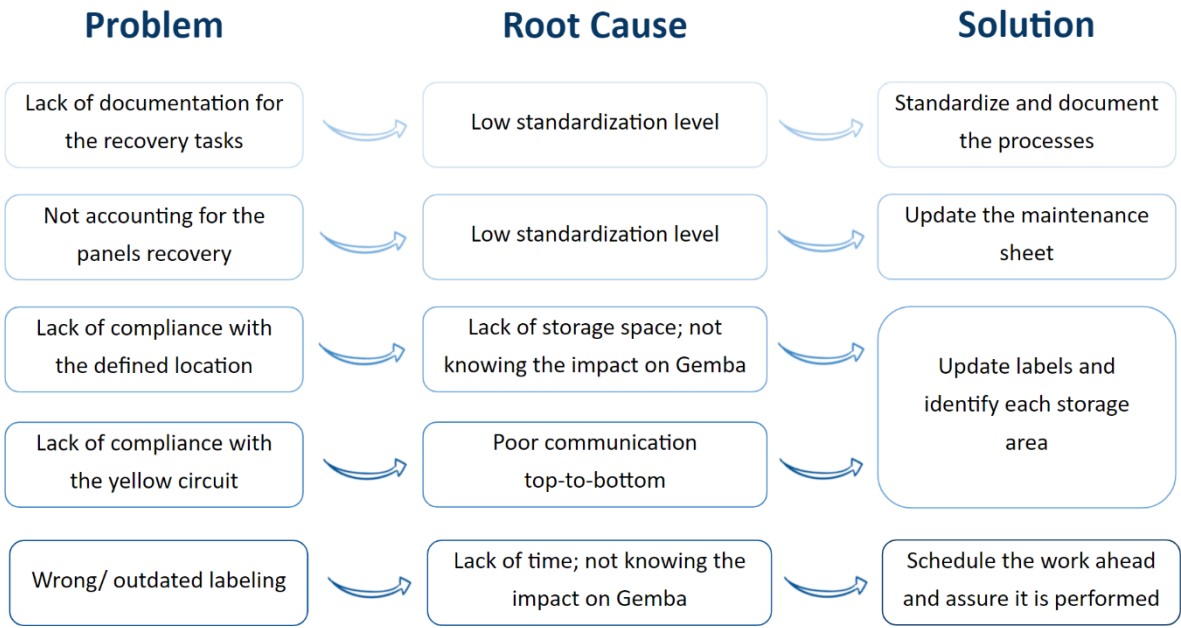 Problem
Root Cause
Solution
Lack of documentation for
the recovery tasks
Low standardization level
Standardize and document
the processes
Not accounting for the
panels recovery
Low standardization level
Update the maintenance
sheet
Lack of compliance with
the defined location
Lack of storage space; not
knowing the impact on Gemba
Update labels and
identify each storage
area
Lack of compliance with
the yellow circuit
Poor communication
top-to-bottom
Wrong/ outdated labeling
Lack of time; not knowing the
impact on Gemba
Schedule the work ahead
and assure it is performed